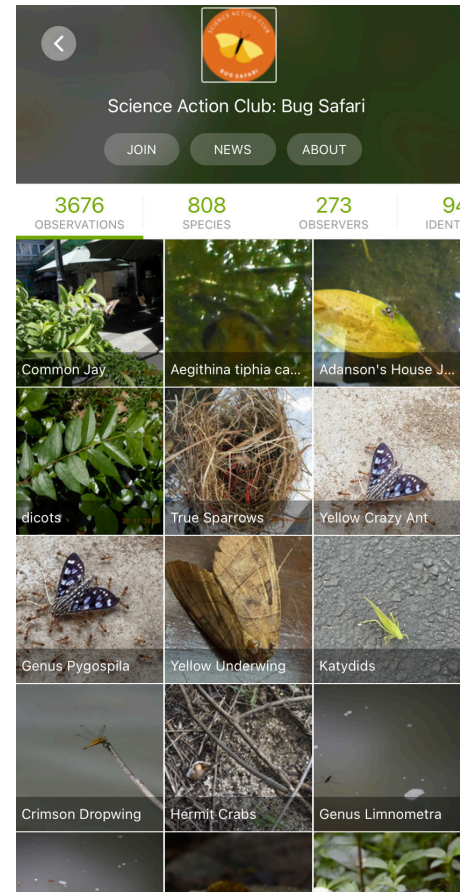 SCIENCE ACTION CLUB
BUG SAFARI
Science Action Club: Bug Safari
JOIN NEWS ABOUT
3676 808 273 94
OBSERVATIONS SPECIES OBSERVERS IDENT
Common Jay Aegithina tiphia ca... Adanson's House J...
dicots True Sparrows Yellow Crazy Ant
Genus Pygospila Yellow Underwing Katydids
Crimson Dropwing Hermit Crabs Genus Limnometra